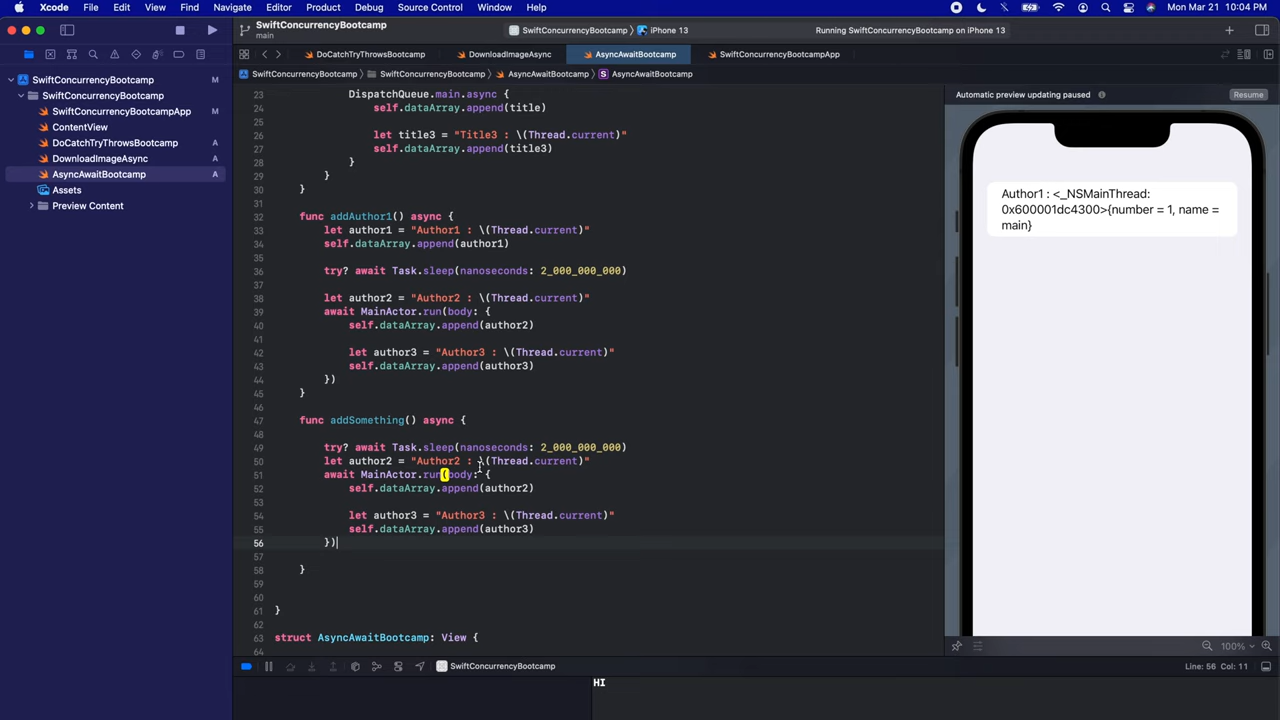 Xcode File Edit View Find Navigate Editor Product Debug Source Control Window Help Mon Mar 21 10:04 AM
SwiftConcurrencyBootcamp
main
SwiftConcurrencyBootcamp iPhone 13
Running SwiftConcurrencyBootcamp on iPhone 13
DoCatchTryThrowsBootcamp DownloadImageAsync AsyncAwaitBootcamp SwiftConcurrencyBootcampApp
SwiftConcurrencyBootcamp SwiftConcurrencyBootcamp AsyncAwaitBootcamp S AsyncAwaitBootcamp
SwiftConcurrencyBootcamp M
SwiftConcurrencyBootcamp
SwiftConcurrencyBootcampApp M
ContentView
DoCatchTryThrowsBootcamp A
DownloadImageAsync A
AsyncAwaitBootcamp A
Assets
Preview Content
23 DispatchQueue.main.async {
24 self.dataArray.append(title)
25
26 let title3 = "Title3 : \(Thread.current)"
27 self.dataArray.append(title3)
28 }
29 }
30 }
31
32 func addAuthor1() async {
33 let author1 = "Author1 : \(Thread.current)"
34 self.dataArray.append(author1)
35
36 try? await Task.sleep(nanoseconds: 2_000_000_000)
37
38 let author2 = "Author2 : \(Thread.current)"
39 await MainActor.run(body: {
40 self.dataArray.append(author2)
41
42 let author3 = "Author3 : \(Thread.current)"
43 self.dataArray.append(author3)
44 })
45 }
46
47 func addSomething() async {
48
49 try? await Task.sleep(nanoseconds: 2_000_000_000)
50 let author2 = "Author2 : \(Thread.current)"
51 await MainActor.run(body: {
52 self.dataArray.append(author2)
53
54 let author3 = "Author3 : \(Thread.current)"
55 self.dataArray.append(author3)
56 })
57
58 }
59
60
61 }
62
63 struct AsyncAwaitBootcamp: View {
64
Automatic preview updating paused Resume
Author1 : <_NSMainThread:
0x600001dc4300>{number = 1, name =
main}
100%
SwiftConcurrencyBootcamp
Line: 56 Col: 11
HI